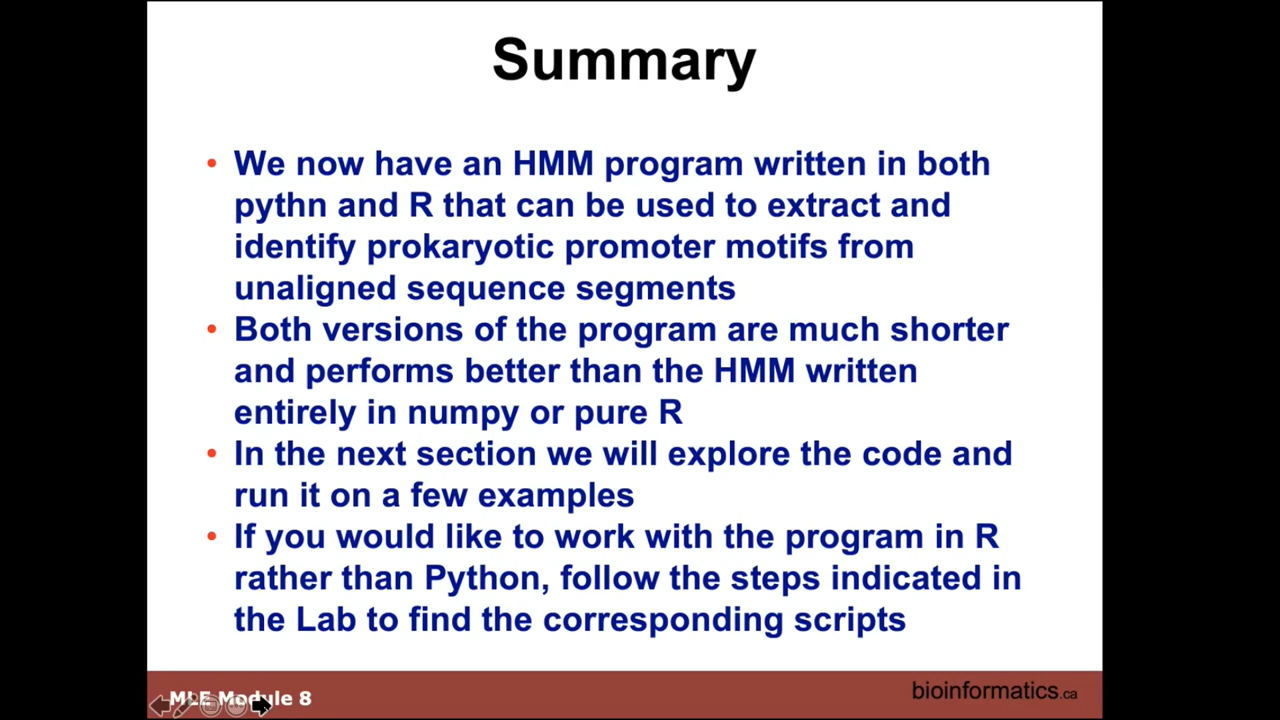 Summary
• We now have an HMM program written in both
pythn and R that can be used to extract and
identify prokaryotic promoter motifs from
unaligned sequence segments
• Both versions of the program are much shorter
and performs better than the HMM written
entirely in numpy or pure R
• In the next section we will explore the code and
run it on a few examples
• If you would like to work with the program in R
rather than Python, follow the steps indicated in
the Lab to find the corresponding scripts
MLE Module 8
bioinformatics.ca